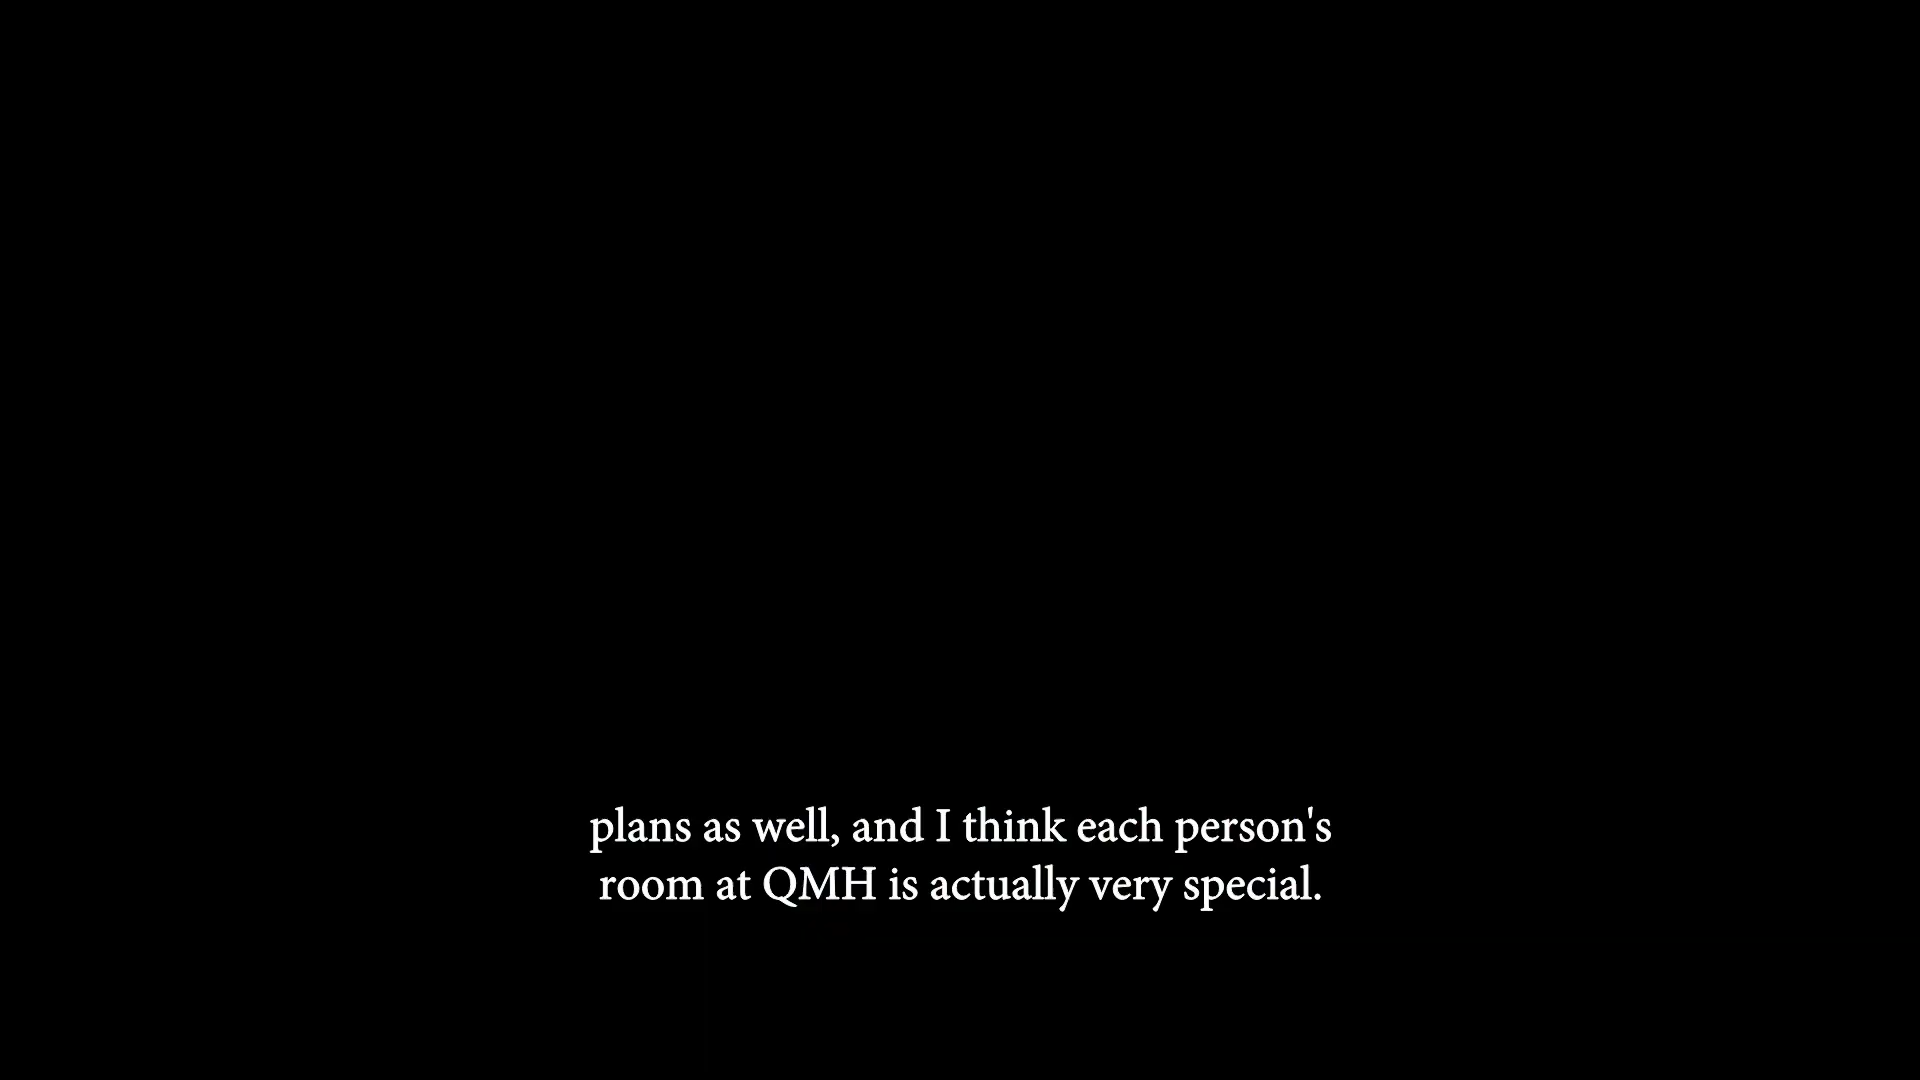 plans as well, and I think each person's
room at QMH is actually very special.